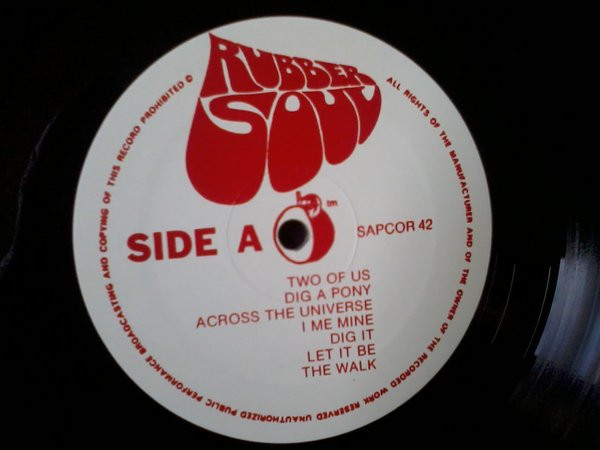 RUBBER
SOUL
SIDE A
tm
SAPCOR 42
TWO OF US
DIG A PONY
ACROSS THE UNIVERSE
I ME MINE
DIG IT
LET IT BE
THE WALK
ALL RIGHTS OF THE MANUFACTURER AND OF THE OWNER OF THE RECORDED WORK RESERVED UNAUTHORIZED PUBLIC PERFORMANCE BROADCASTING AND COPYING OF THIS RECORD PROHIBITED ©